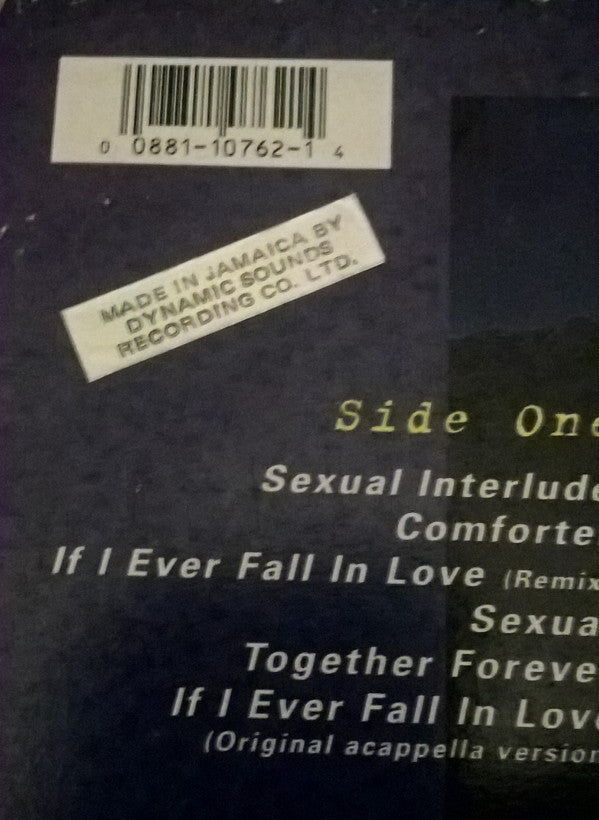 0 0881-10762-1 4
MADE IN JAMAICA BY
DYNAMIC SOUNDS
RECORDING CO. LTD.
Side One
Sexual Interlude
Comforte
If I Ever Fall In Love (Remix
Sexua
Together Foreve
If I Ever Fall In Love
(Original acappella version